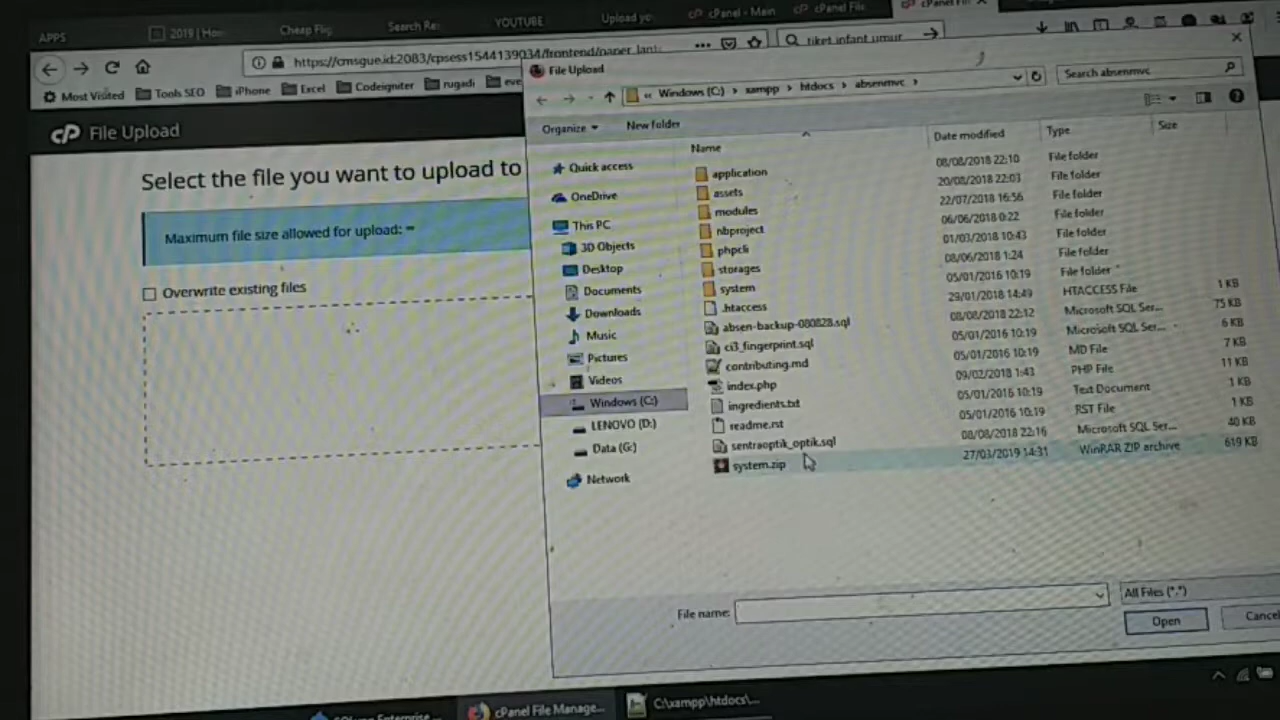 APPS
2019 | Ho
Cheap Flig
Search Re:
YOUTUBE
Upload yo
cPanel - Main
cPanel File
https://cmsgue.id:2083/cpsess1544139034/frontend/paper_lant
tiket infant umur
Most Visited
Tools SEO
iPhone
Excel
Codeigniter
rugadi
eve
cP File Upload
Select the file you want to upload to
Maximum file size allowed for upload: ∞
Overwrite existing files
File Upload
« Windows (C:) › xampp › htdocs › absenmvc ›
Search absenmvc
Organize
New folder
Name
Date modified
Type
Size
Quick access
OneDrive
This PC
3D Objects
Desktop
Documents
Downloads
Music
Pictures
Videos
Windows (C:)
LENOVO (D:)
Data (G:)
Network
application 08/08/2018 22:10 File folder
assets 20/08/2018 22:03 File folder
modules 22/07/2018 16:56 File folder
nbproject 06/06/2018 0:22 File folder
phpcli 01/03/2018 10:43 File folder
storages 08/06/2018 1:24 File folder
system 05/01/2016 10:19 File folder
.htaccess 29/01/2018 14:49 HTACCESS File 1 KB
absen-backup-080828.sql 08/08/2018 22:12 Microsoft SQL Ser... 75 KB
ci3_fingerprint.sql 05/01/2016 10:19 Microsoft SQL Ser... 6 KB
contributing.md 05/01/2016 10:19 MD File 7 KB
index.php 09/02/2018 1:43 PHP File 11 KB
ingredients.txt 05/01/2016 10:19 Text Document 1 KB
readme.rst 05/01/2016 10:19 RST File 1 KB
sentraoptik_optik.sql 08/08/2018 22:16 Microsoft SQL Ser... 40 KB
system.zip 27/03/2019 14:31 WinRAR ZIP archive 619 KB
File name:
All Files (*.*)
Open
Cancel
cPanel File Manage...
C:\xampp\htdocs\...